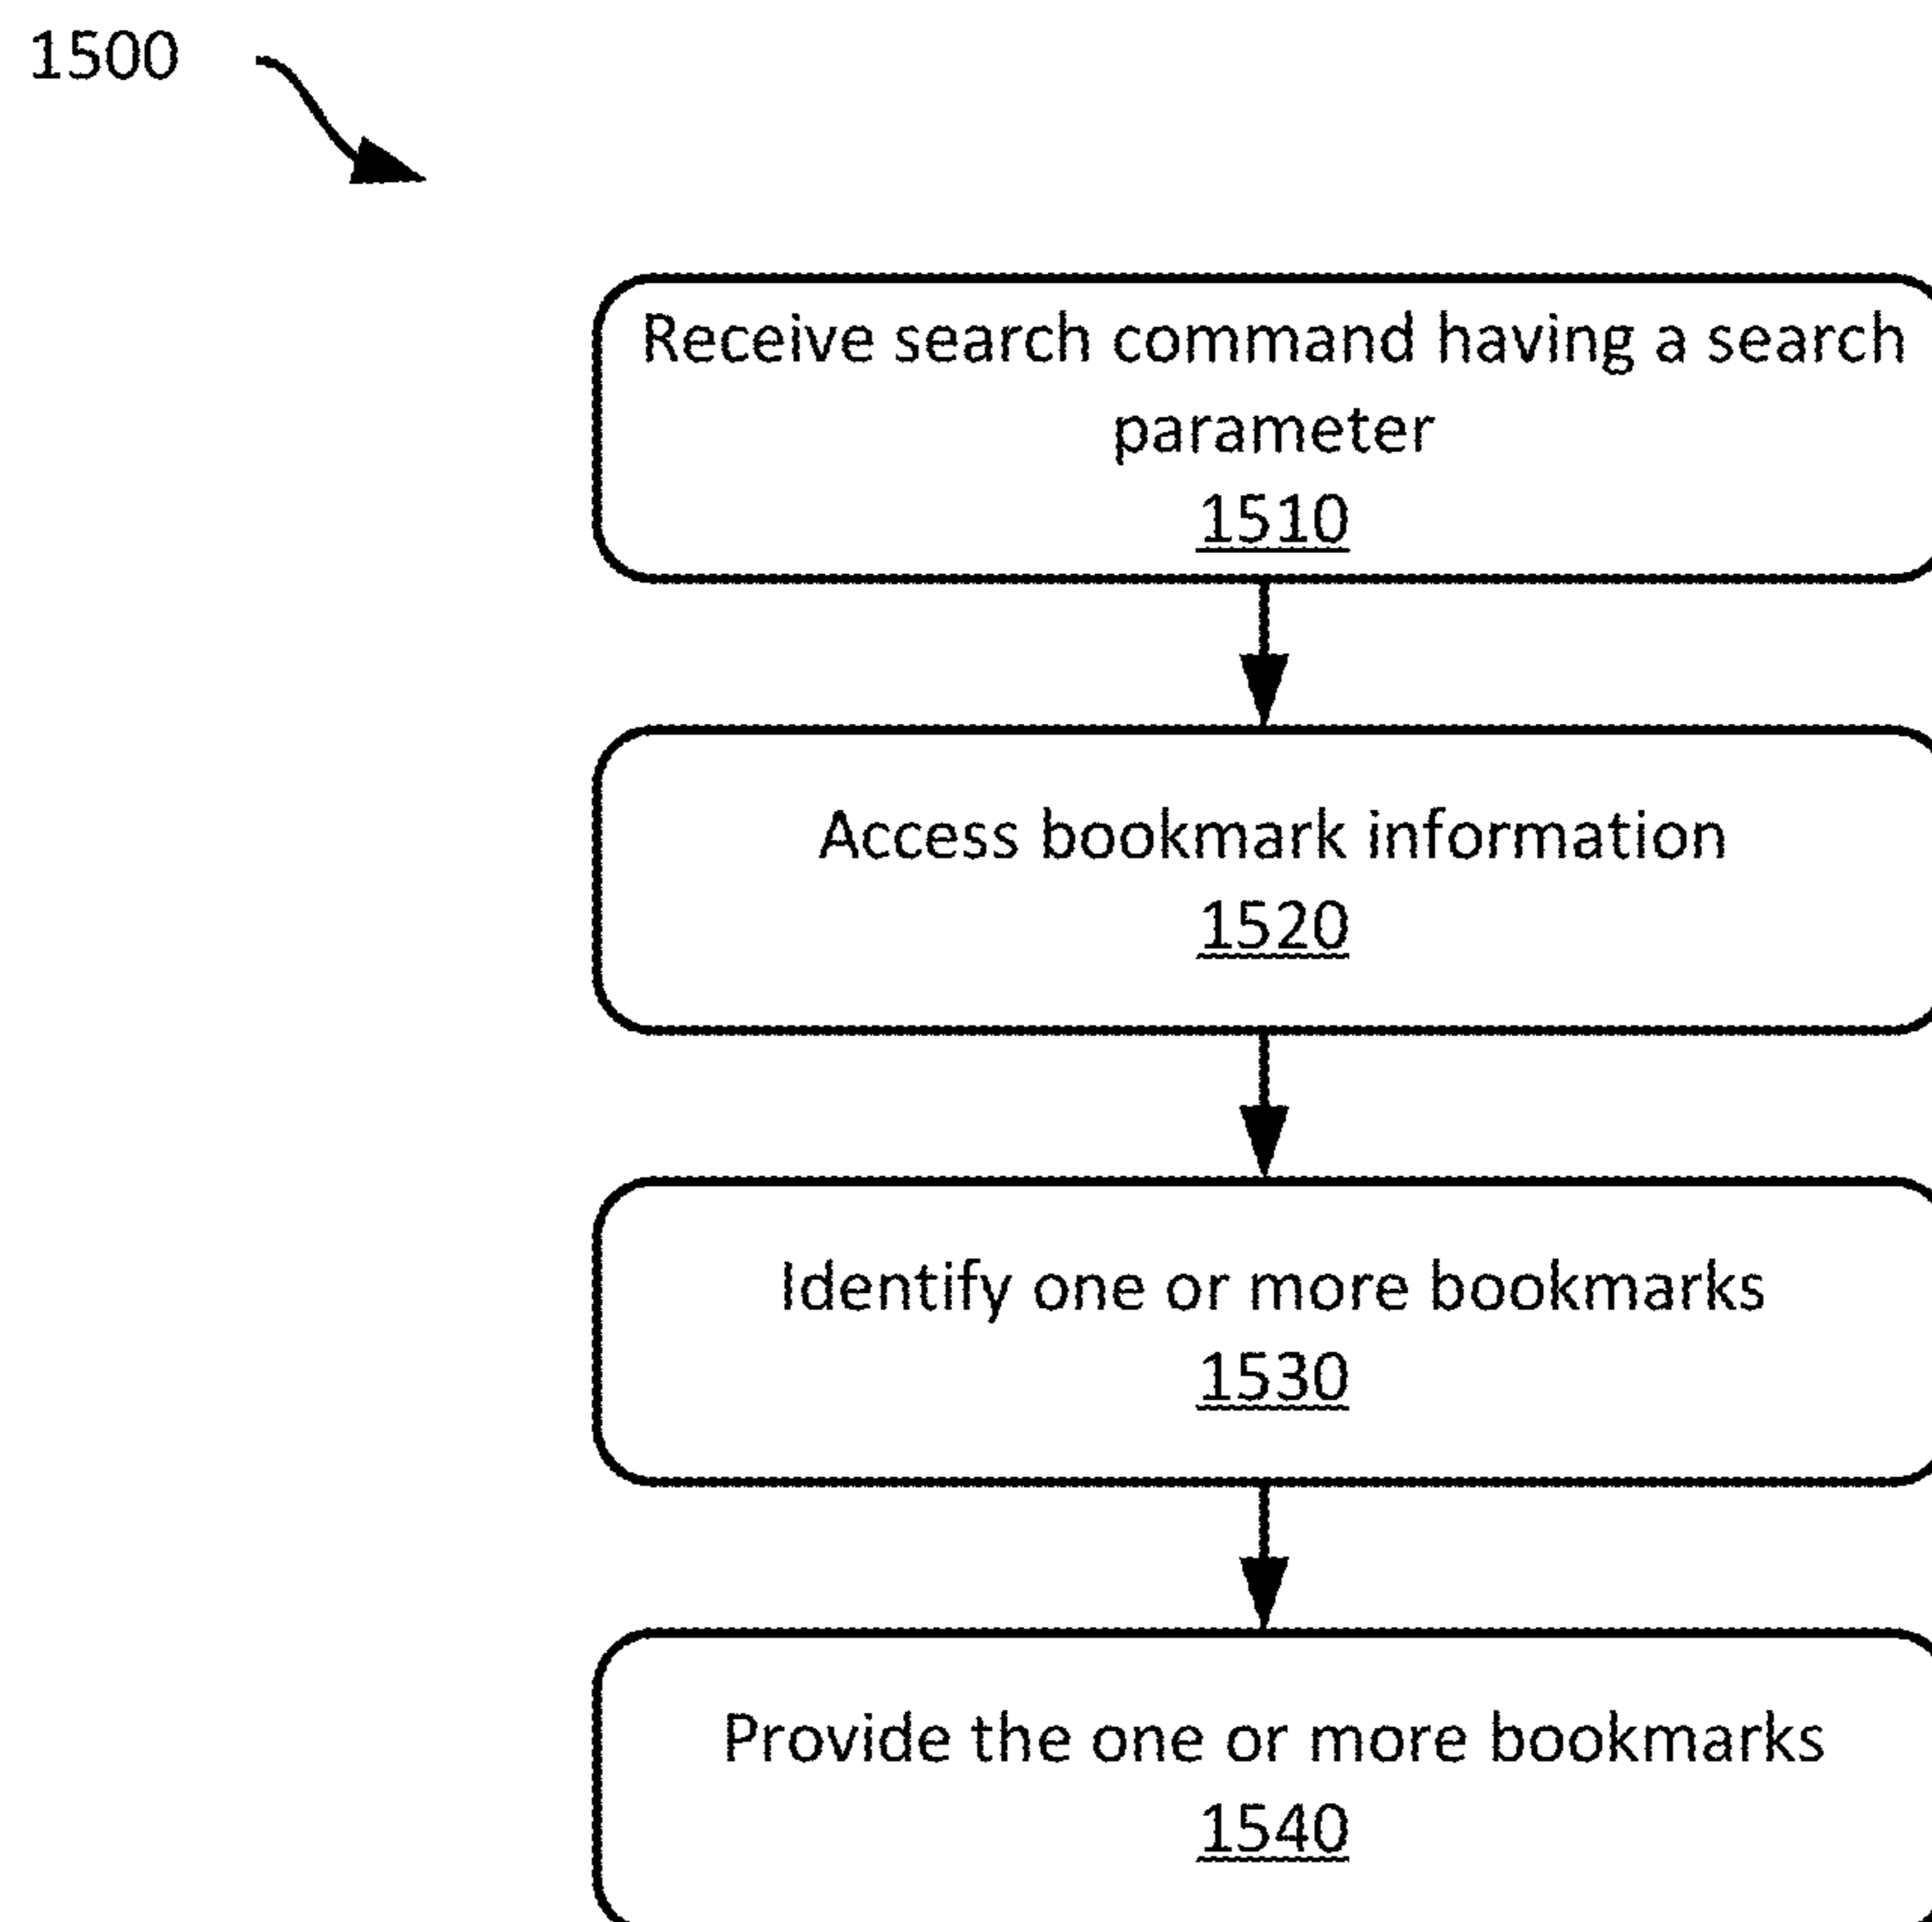 1500
Receive search command having a search
parameter
1510
Access bookmark information
1520
Identify one or more bookmarks
1530
Provide the one or more bookmarks
1540